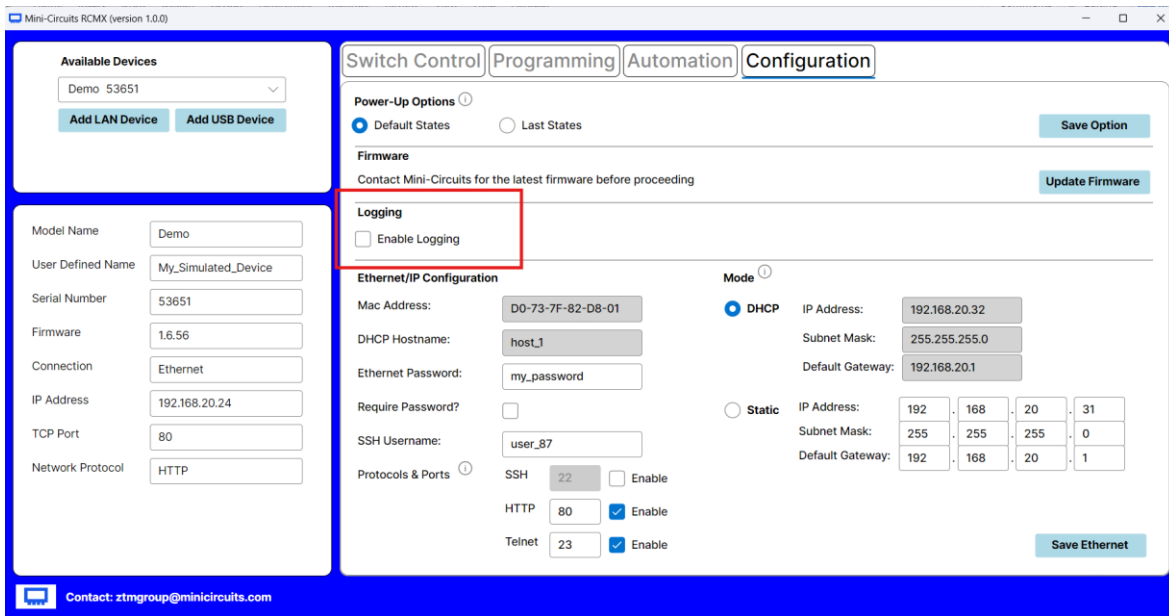 Mini-Circuits RCMX (version 1.0.0)
Available Devices
Demo 53651
Add LAN Device
Add USB Device
Model Name
Demo
User Defined Name
My_Simulated_Device
Serial Number
53651
Firmware
1.6.56
Connection
Ethernet
IP Address
192.168.20.24
TCP Port
80
Network Protocol
HTTP
Switch Control Programming Automation Configuration
Power-Up Options
Default States Last States
Save Option
Firmware
Contact Mini-Circuits for the latest firmware before proceeding
Update Firmware
Logging
Enable Logging
Ethernet/IP Configuration
Mac Address: D0-73-7F-82-D8-01
DHCP Hostname: host_1
Ethernet Password: my_password
Require Password?
SSH Username: user_87
Protocols & Ports
SSH 22 Enable
HTTP 80 Enable
Telnet 23 Enable
Mode
DHCP
IP Address: 192.168.20.32
Subnet Mask: 255.255.255.0
Default Gateway: 192.168.20.1
Static
IP Address: 192 . 168 . 20 . 31
Subnet Mask: 255 . 255 . 255 . 0
Default Gateway: 192 . 168 . 20 . 1
Save Ethernet
Contact: ztmgroup@minicircuits.com